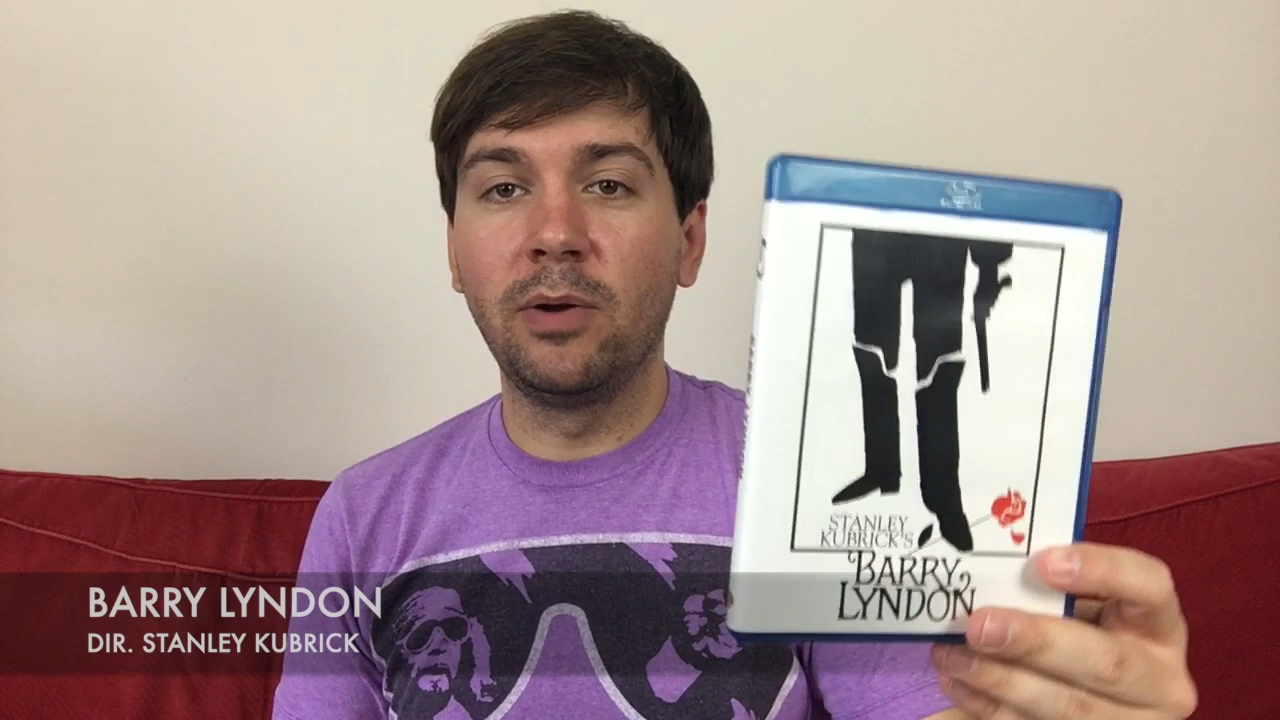 STANLEY
KUBRICK'S
BARRY
LYNDON
BARRY LYNDON
DIR. STANLEY KUBRICK